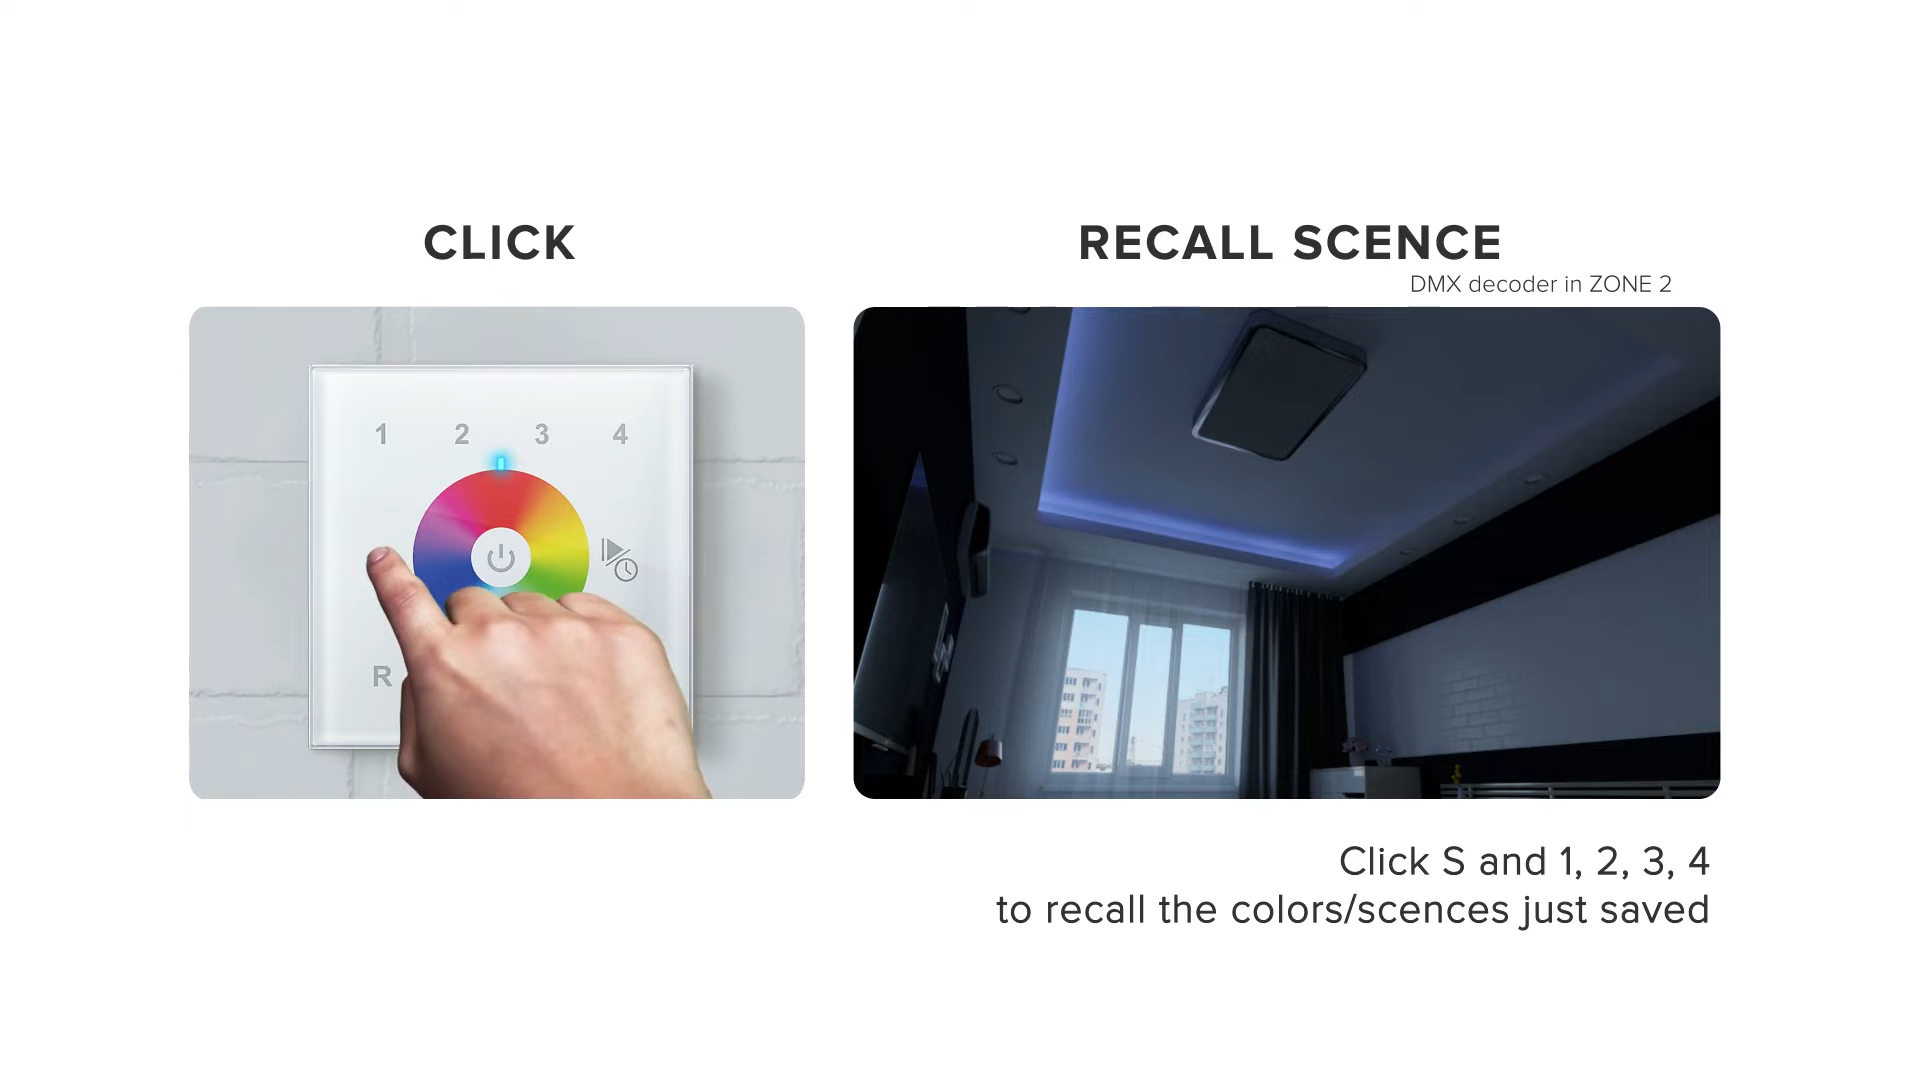 CLICK
RECALL SCENCE
DMX decoder in ZONE 2
1 2 3 4
R
Click S and 1, 2, 3, 4
to recall the colors/scences just saved